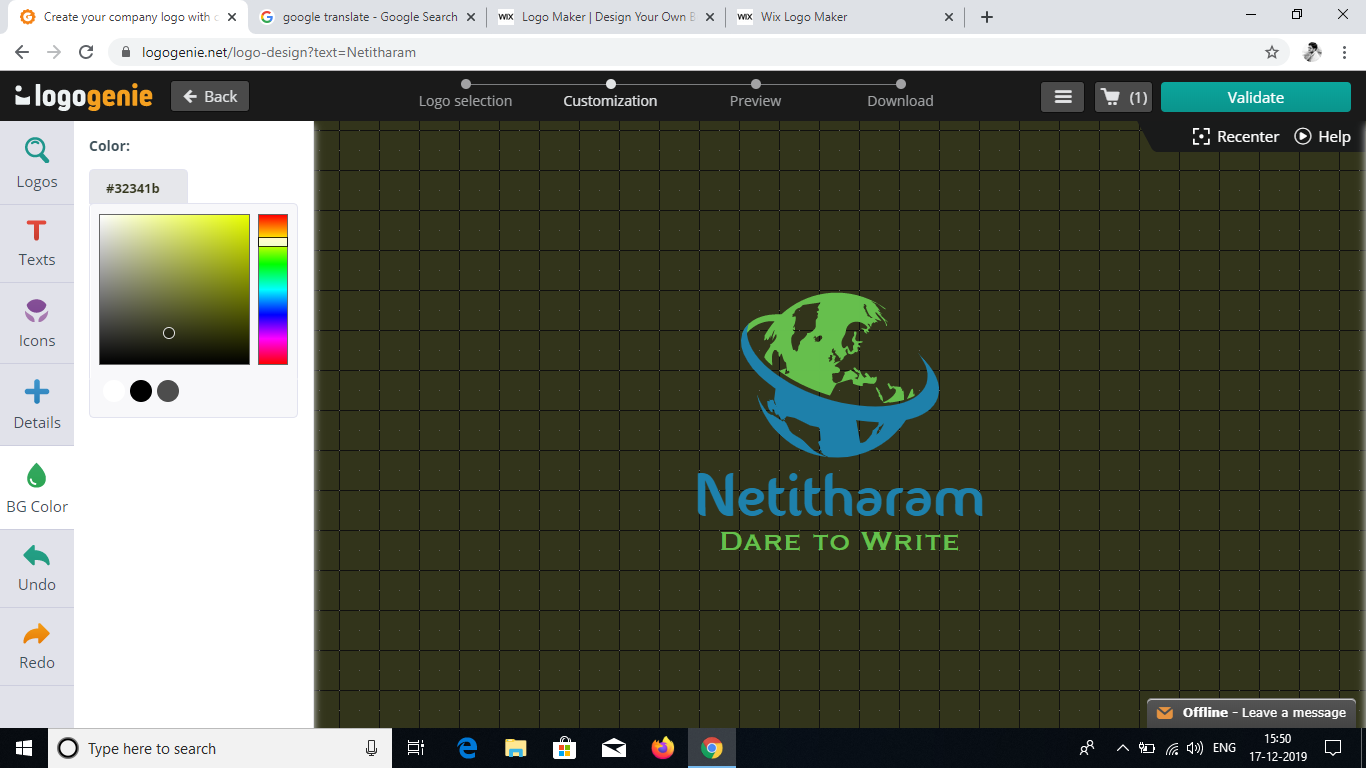 Create your company logo with c
google translate - Google Search
WIX Logo Maker | Design Your Own B
WIX Wix Logo Maker
logogenie.net/logo-design?text=Netitharam
logogenie
Back
Logo selection
Customization
Preview
Download
(1)
Validate
Recenter
Help
Logos
Texts
Icons
Details
BG Color
Undo
Redo
Color:
#32341b
Netitharam
Dare to Write
Offline - Leave a message
Type here to search
ENG
15:50
17-12-2019